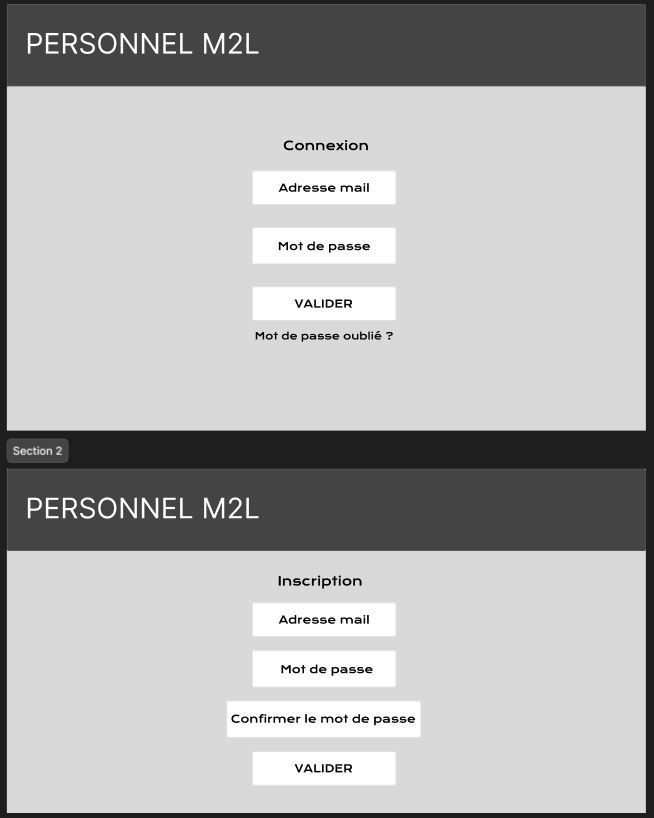 PERSONNEL M2L
Connexion
Adresse mail
Mot de passe
VALIDER
Mot de passe oublié ?
Section 2
PERSONNEL M2L
Inscription
Adresse mail
Mot de passe
Confirmer le mot de passe
VALIDER